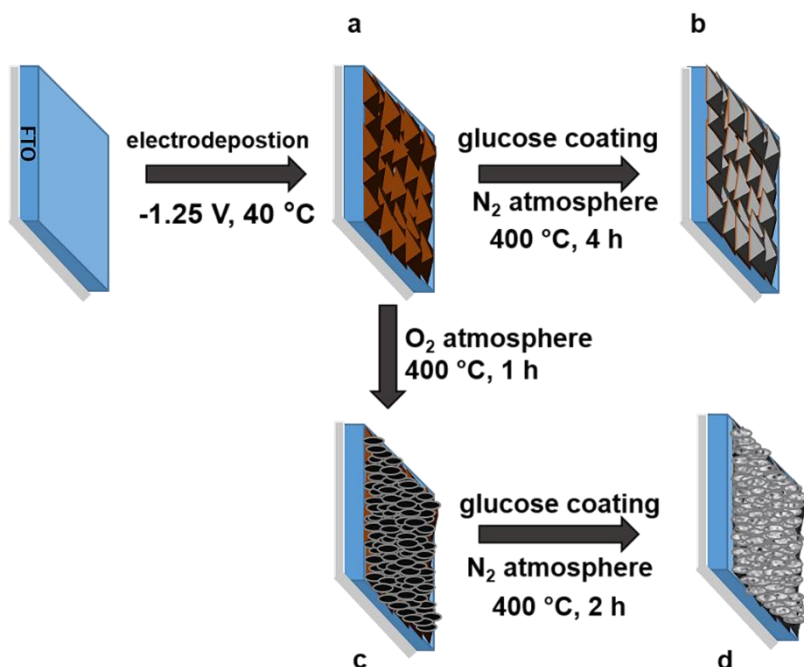 a
b
FTO
electrodepostion
-1.25 V, 40 °C
glucose coating
N₂ atmosphere
400 °C, 4 h
O₂ atmosphere
400 °C, 1 h
glucose coating
N₂ atmosphere
400 °C, 2 h
c
d